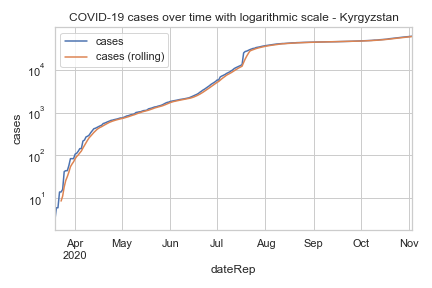 COVID-19 cases over time with logarithmic scale - Kyrgyzstan
cases
cases (rolling)
10⁴
10³
10²
10¹
cases
Apr May Jun Jul Aug Sep Oct Nov
2020
dateRep